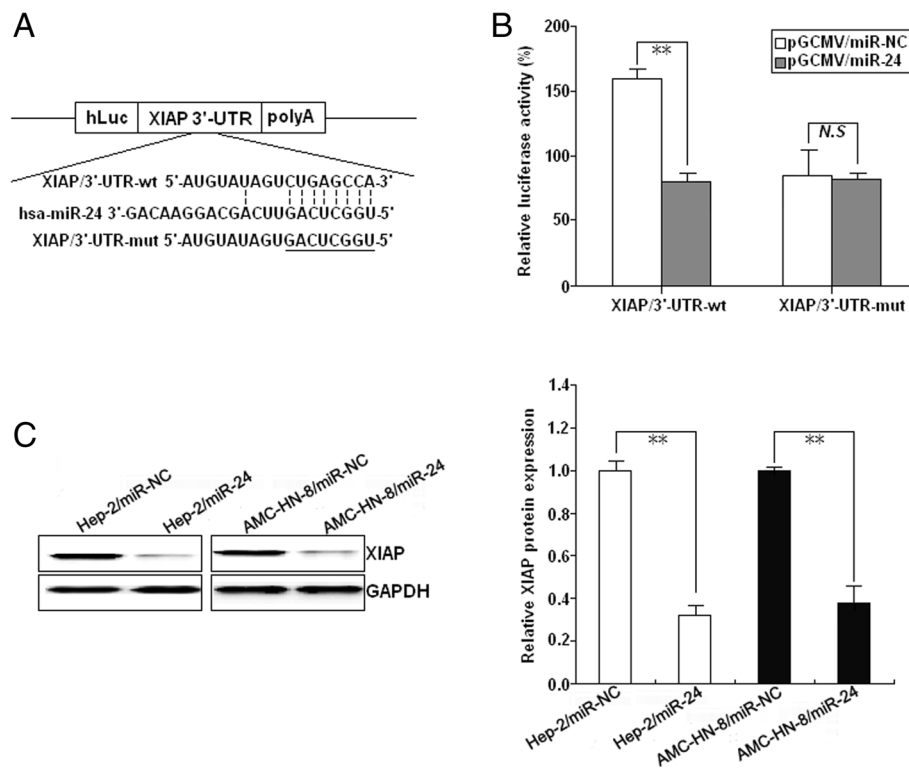 A
hLuc XIAP 3'-UTR polyA
XIAP/3'-UTR-wt 5'-AUGUAUAGUCUGAGCCA-3'
hsa-miR-24 3'-GACAAGGACGACUUGACUCGGU-5'
XIAP/3'-UTR-mut 5'-AUGUAUAGUGACUCGGU-5'
B
Relative luciferase activity (%)
200
150
100
50
0
**
N.S
pGCMV/miR-NC
pGCMV/miR-24
XIAP/3'-UTR-wt
XIAP/3'-UTR-mut
C
Hep-2/miR-NC
Hep-2/miR-24
AMC-HN-8/miR-NC
AMC-HN-8/miR-24
XIAP
GAPDH
Relative XIAP protein expression
1.4
1.2
1.0
0.8
0.6
0.4
0.2
0.0
**
**
Hep-2/miR-NC
Hep-2/miR-24
AMC-HN-8/miR-NC
AMC-HN-8/miR-24